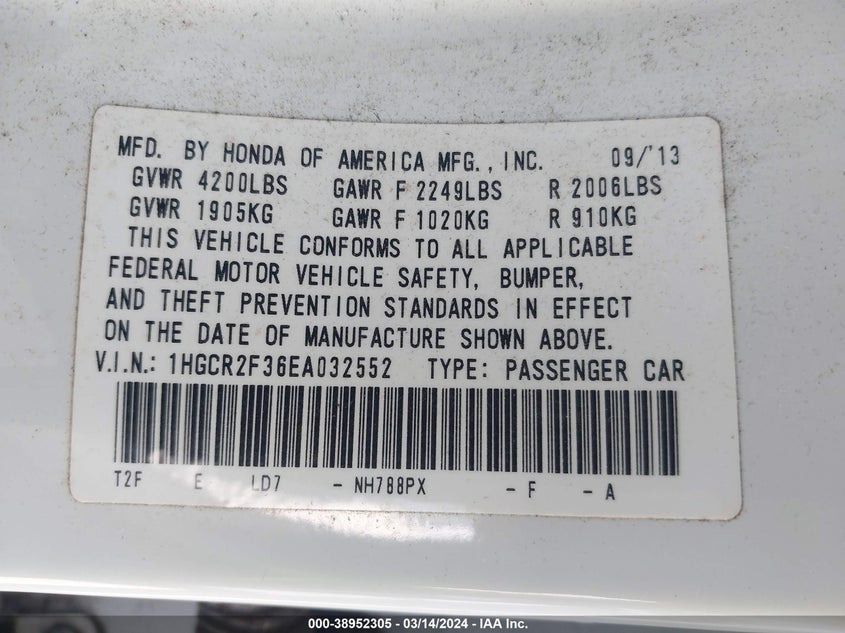 MFD. BY HONDA OF AMERICA MFG., INC. 09/'13
GVWR 4200LBS GAWR F 2249LBS R 2006LBS
GVWR 1905KG GAWR F 1020KG R 910KG
THIS VEHICLE CONFORMS TO ALL APPLICABLE
FEDERAL MOTOR VEHICLE SAFETY, BUMPER,
AND THEFT PREVENTION STANDARDS IN EFFECT
ON THE DATE OF MANUFACTURE SHOWN ABOVE.
V.I.N.: 1HGCR2F36EA032552 TYPE: PASSENGER CAR
T2F E LD7 - NH788PX - F - A
000-38952305 — 03/14/2024 — IAA Inc.